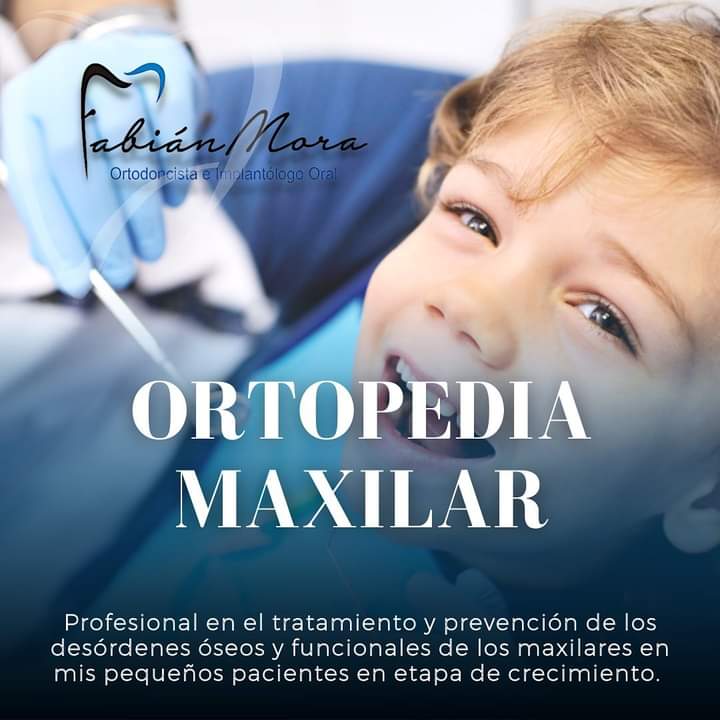 Fabián Mora
Ortodoncista e Implantólogo Oral
ORTOPEDIA
MAXILAR
Profesional en el tratamiento y prevención de los
desórdenes óseos y funcionales de los maxilares en
mis pequeños pacientes en etapa de crecimiento.